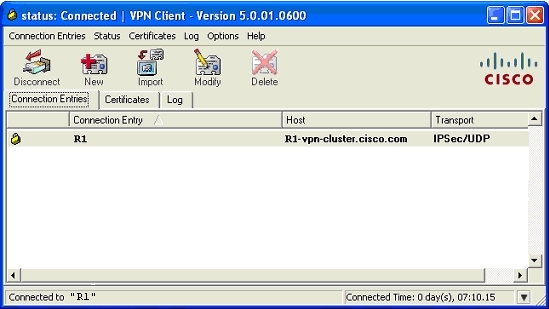 status: Connected | VPN Client - Version 5.0.01.0600
Connection Entries Status Certificates Log Options Help
Disconnect New Import Modify Delete
CISCO
Connection Entries Certificates Log
Connection Entry Host Transport
R1 R1-vpn-cluster.cisco.com IPSec/UDP
Connected to "R1" Connected Time: 0 day(s), 07:10.15